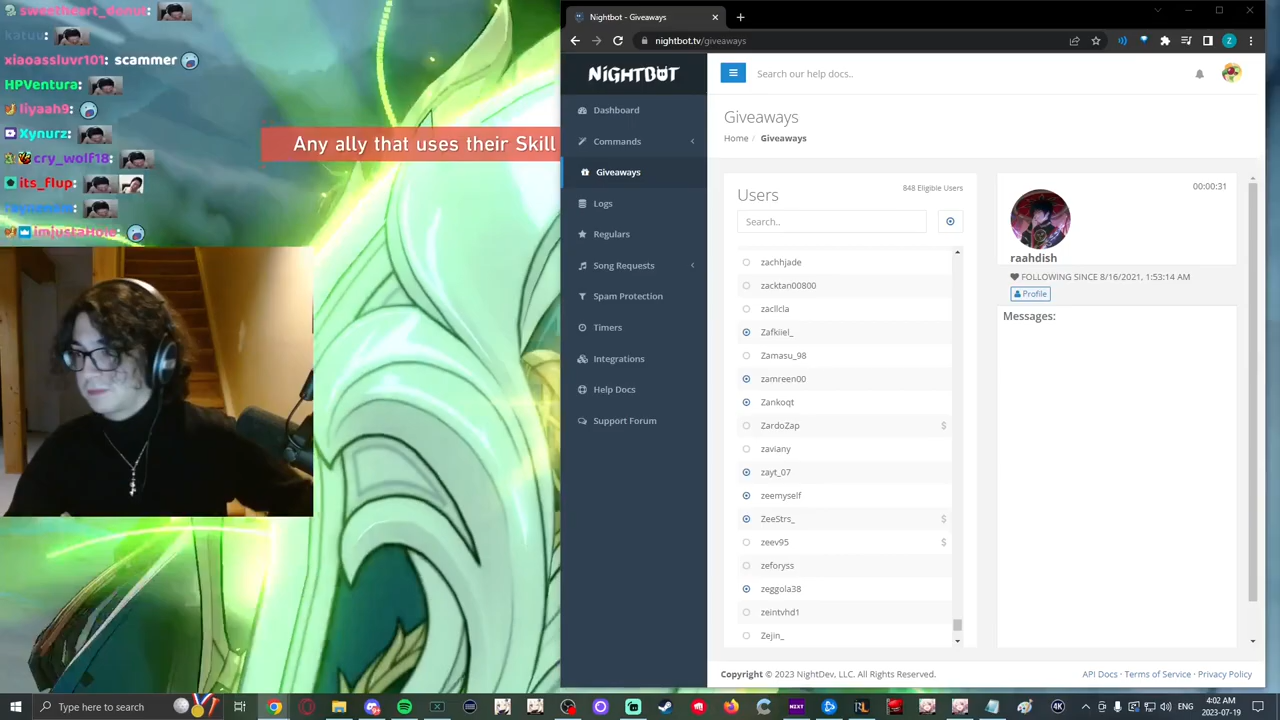 sweetheart_donut:
katuu:
xiaoassluvr101: scammer
HPVentura:
liyaah9:
Xynurz:
cry_wolf18:
its_flup:
imjustaHolo:
Any ally that uses their Skill
Nightbot - Giveaways
nightbot.tv/giveaways
Z
NIGHTBOT
Search our help docs..
Dashboard
Commands
Giveaways
Logs
Regulars
Song Requests
Spam Protection
Timers
Integrations
Help Docs
Support Forum
Giveaways
Home / Giveaways
Users
848 Eligible Users
Search..
zachhjade
zacktan00800
zacllcla
Zafkiiel_
Zamasu_98
zamreen00
Zankoqt
ZardoZap $
zaviany
zayt_07
zeemyself
ZeeStrs_ $
zeev95 $
zeforyss
zeggola38
zeintvhd1
Zejin_
00:00:31
raahdish
FOLLOWING SINCE 8/16/2021, 1:53:14 AM
Profile
Messages:
Copyright © 2023 NightDev, LLC. All Rights Reserved.
API Docs · Terms of Service · Privacy Policy
Type here to search
4K
ENG
4:02 AM
2023-07-19